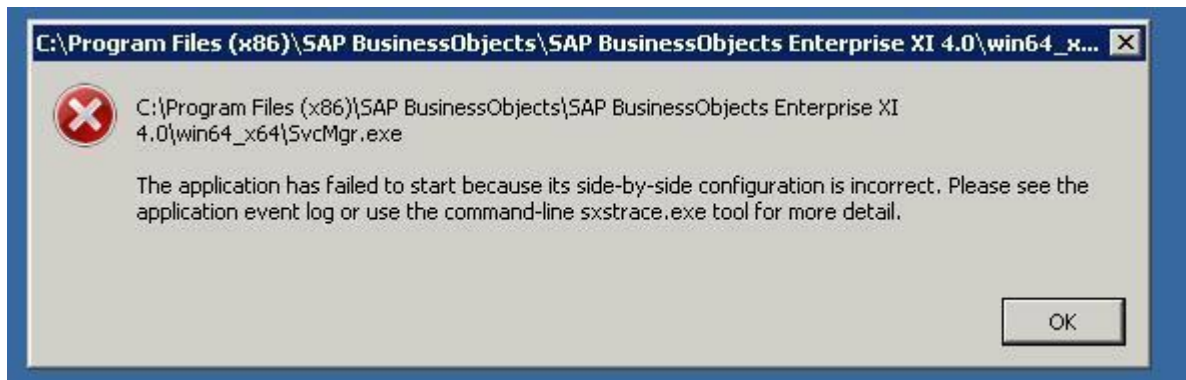 C:\Program Files (x86)\SAP BusinessObjects\SAP BusinessObjects Enterprise XI 4.0\win64_x...
C:\Program Files (x86)\SAP BusinessObjects\SAP BusinessObjects Enterprise XI
4.0\win64_x64\SvcMgr.exe
The application has failed to start because its side-by-side configuration is incorrect. Please see the
application event log or use the command-line sxstrace.exe tool for more detail.
OK